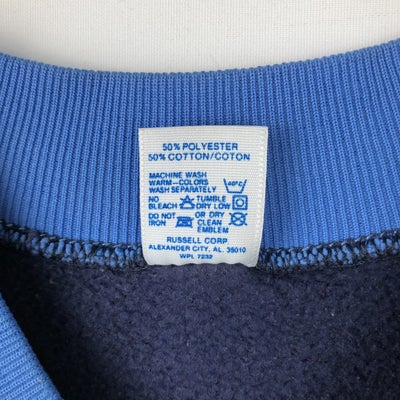 50% POLYESTER
50% COTTON/COTON
MACHINE WASH
WARM-COLORS
WASH SEPARATELY 40°C
NO BLEACH TUMBLE DRY LOW
DO NOT IRON OR DRY CLEAN EMBLEM
RUSSELL CORP
ALEXANDER CITY, AL. 35010
WPL 7232